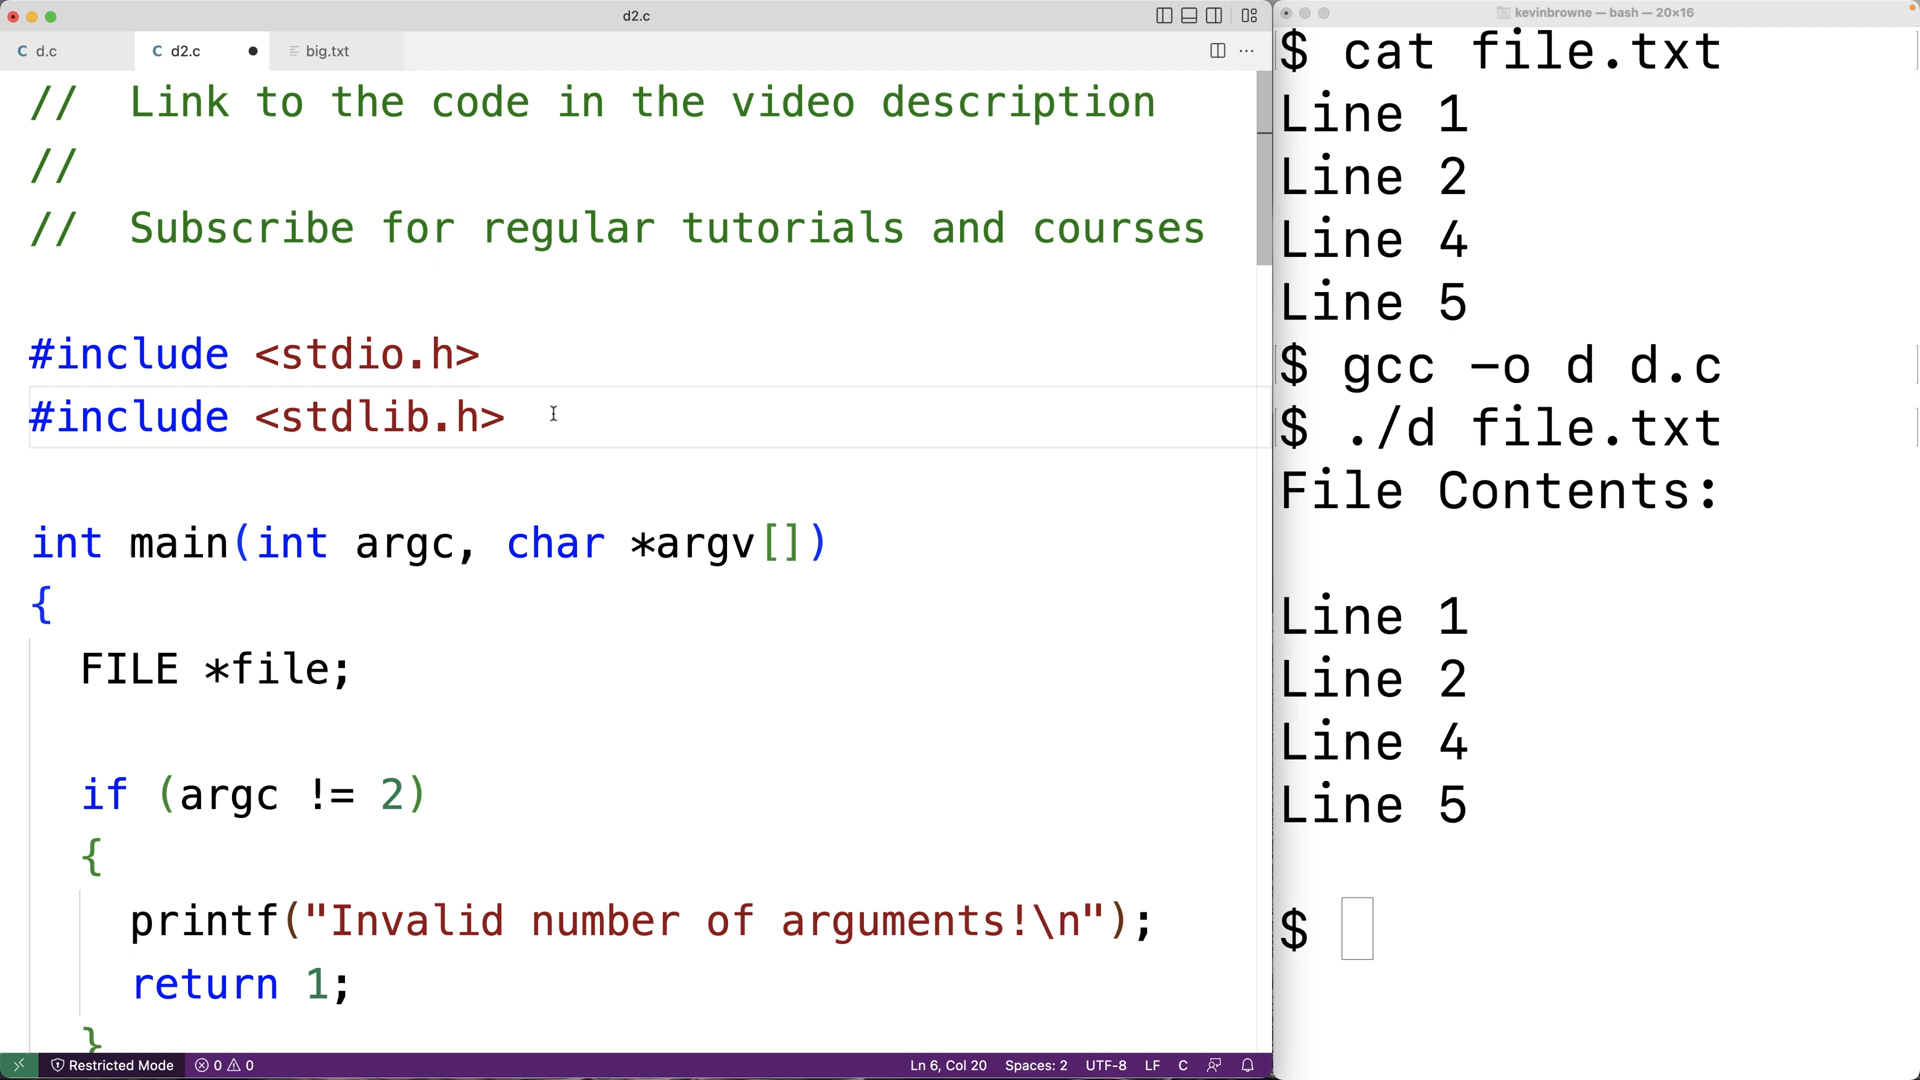 d2.c
C d.c
C d2.c
big.txt
// Link to the code in the video description
//
// Subscribe for regular tutorials and courses
#include <stdio.h>
#include <stdlib.h>
int main(int argc, char *argv[])
{
FILE *file;
if (argc != 2)
{
printf("Invalid number of arguments!\n");
return 1;
}
Restricted Mode
0
0
Ln 6, Col 20
Spaces: 2
UTF-8
LF
C
kevinbrowne — bash — 20×16
$ cat file.txt
Line 1
Line 2
Line 4
Line 5
$ gcc -o d d.c
$ ./d file.txt
File Contents:
Line 1
Line 2
Line 4
Line 5
$